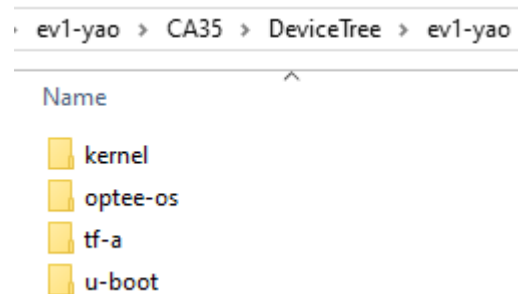 ev1-yao > CA35 > DeviceTree > ev1-yao
Name
kernel
optee-os
tf-a
u-boot